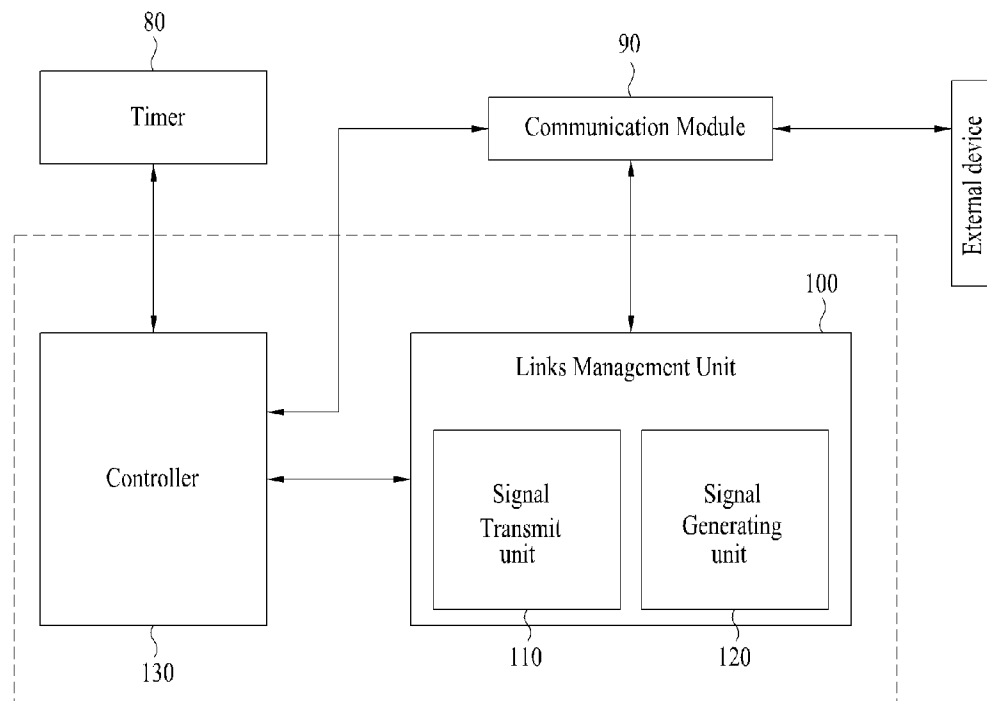 80
Timer
90
Communication Module
External device
100
Links Management Unit
Controller
Signal
Transmit
unit
Signal
Generating
unit
130
110
120